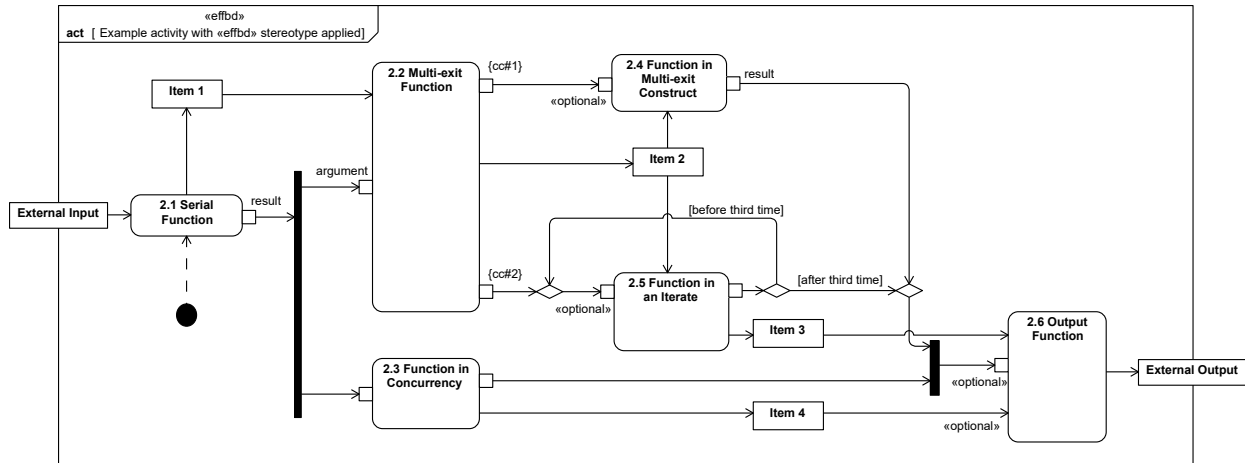 «effbd»
act [ Example activity with «effbd» stereotype applied]
Item 1
2.2 Multi-exit
Function
{cc#1}
«optional»
2.4 Function in
Multi-exit
Construct
result
argument
Item 2
External Input
2.1 Serial
Function
result
[before third time]
{cc#2}
«optional»
2.5 Function in
an Iterate
[after third time]
Item 3
2.6 Output
Function
2.3 Function in
Concurrency
«optional»
External Output
Item 4
«optional»